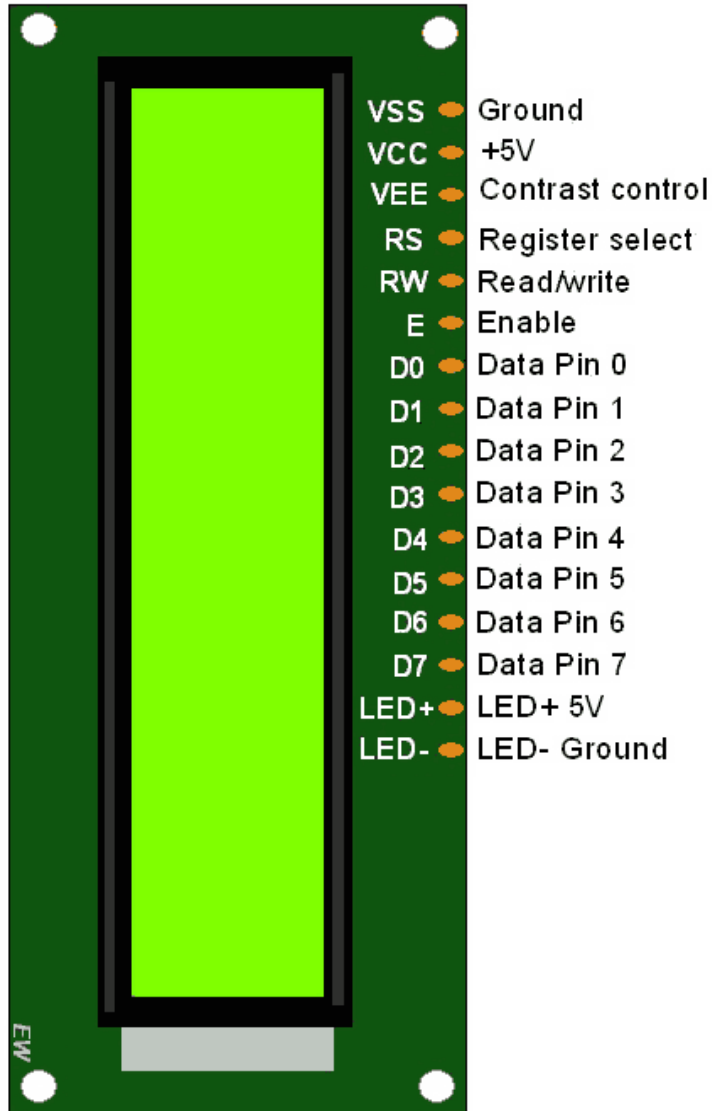 VSS Ground
VCC +5V
VEE Contrast control
RS Register select
RW Read/write
E Enable
D0 Data Pin 0
D1 Data Pin 1
D2 Data Pin 2
D3 Data Pin 3
D4 Data Pin 4
D5 Data Pin 5
D6 Data Pin 6
D7 Data Pin 7
LED+ LED+ 5V
LED- LED- Ground
EW